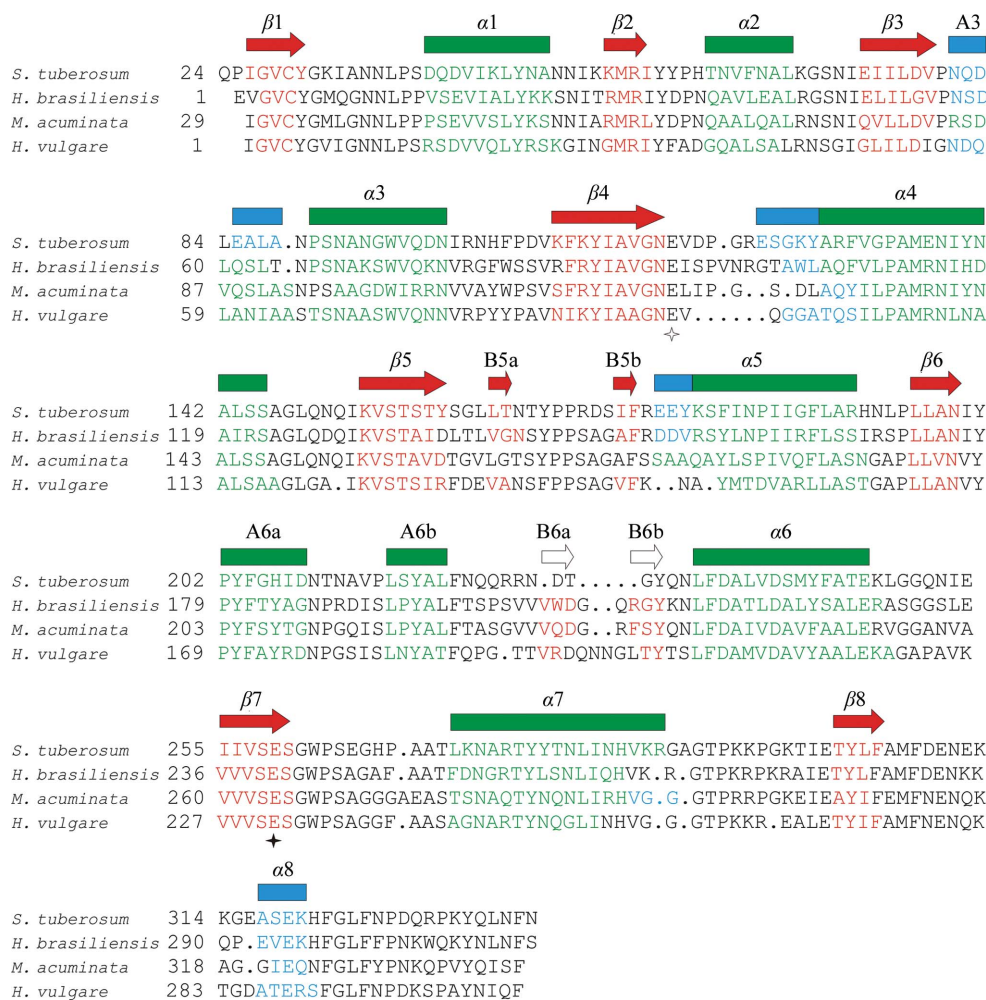 β1 α1 β2 α2 β3 A3
S. tuberosum 24 QPIGVCYGKIANNLPSDQDVIKLYNANNIKKMRIYYPHTNVFNALKGSNIEIILDVPNQD
H. brasiliensis 1 EVGVCYGMQGNNLPPVSEVIALYKKSNITRMRIYDPNQAVLEALRGSNIELILGVPNSD
M. acuminata 29 IGVCYGMLGNNLPPPSEVVSLYKSNNIARMRLYDPNQAALQALRNSNIQVLLDVPRSD
H. vulgare 1 IGVCYGVIGNNLPSRSDVVQLYRSKGINGMRIYFADGQALSALRNSGIGLILDIGNDQ
α3 β4 α4
S. tuberosum 84 LEALA.NPSNANGWVQDNIRNHFPDVKFKYIAVGNEVDP.GRESGKYARFVGPAMENIYN
H. brasiliensis 60 LQSLT.NPSNAKSWVQKNVRGFWSSVRFRYIAVGNEISPVNRGTAWLAQFVLPAMRNIHD
M. acuminata 87 VQSLASNPSAAGDWIRRNVVAYWPSVSFRYIAVGNELIP.G..S.DLAQYILPAMRNIYN
H. vulgare 59 LANIAASTSNAASWVQNNVRPYYPAVNIKYIAAGNEV......QGGATQSILPAMRNLNA
β5 B5a B5b α5 β6
S. tuberosum 142 ALSSAGLQNQIKVSTSTYSGLLTNTYPPRDSIFREEYKSFINPIIGFLARHNLPLLANIY
H. brasiliensis 119 AIRSAGLQDQIKVSTAIDLTLVGNSYPPSAGAFRDDVRSYLNPIIRFLSSIRSPLLANIY
M. acuminata 143 ALSSAGLQNQIKVSTAVDTGVLGTSYPPSAGAFSSAAQAYLSPIVQFLASNGAPLLVNVY
H. vulgare 113 ALSAAGLGA.IKVSTSIRFDEVANSFPPSAGVFK..NA.YMTDVARLLASTGAPLLANVY
A6a A6b B6a B6b α6
S. tuberosum 202 PYFGHIDNTNAVPLSYALFNQQRRN.DT.....GYQNLFDALVDSMYFATEKLGGQNIE
H. brasiliensis 179 PYFTYAGNPRDISLPYALFTSPSVVVWDG..QRGYKNLFDATLDALYSALERASGGSLE
M. acuminata 203 PYFSYTGNPGQISLPYALFTASGVVVQDG..RFSYQNLFDAIVDAVFAALERVGGANVA
H. vulgare 169 PYFAYRDNPGSISLNYATFQPG.TTVRDQNNGLTYTSLFDAMVDAVYAALEKAGAPAVK
β7 α7 β8
S. tuberosum 255 IIVSESGWPSEGHP.AATLKNARTYYTNLINHVKRGAGTPKKPGKTIETYLFAMFDENEK
H. brasiliensis 236 VVVSESGWPSAGAF.AATFDNGRTYLSNLIQHVK.R.GTPKRPKRAIETYLFAMFDENKK
M. acuminata 260 VVVSESGWPSAGGGAEASTSNAQTYNQNLIRHVG.G.GTPRRPGKEIEAYIFEMFNENQK
H. vulgare 227 VVVSESGWPSAGGF.AASAGNARTYNQGLINHVG.G.GTPKKR.EALETYIFAMFNENQK
α8
S. tuberosum 314 KGEASEKHFGLFNPDQRPKYQLNFN
H. brasiliensis 290 QP.EVEKHFGLFFPNKWQKYNLNFS
M. acuminata 318 AG.GIEQNFGLFYPNKQPVYQISF
H. vulgare 283 TGDATERSFGLFNPDKSPAYNIQF